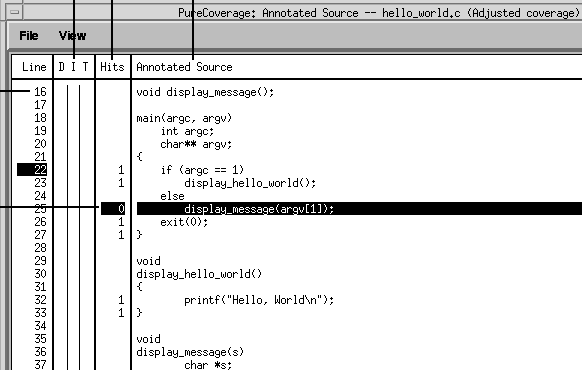 PureCoverage: Annotated Source -- hello_world.c (Adjusted coverage)
File View
Line D I T Hits Annotated Source
16 void display_message();
17
18 main(argc, argv)
19 int argc;
20 char** argv;
21 {
22 1 if (argc == 1)
23 1 display_hello_world();
24 else
25 0 display_message(argv[1]);
26 1 exit(0);
27 1 }
28
29 void
30 display_hello_world()
31 {
32 1 printf("Hello, World\n");
33 1 }
34
35 void
36 display_message(s)
37 char *s;